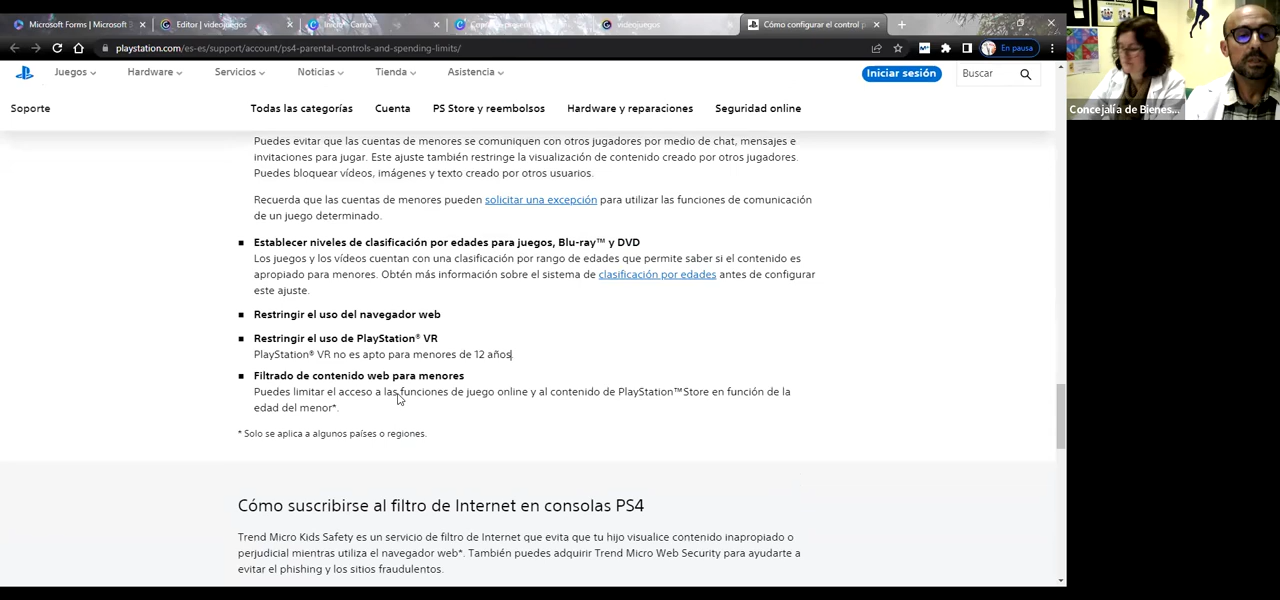 Microsoft Forms | Microsoft 3
Editor | videojuegos
Inicio - Canva
videojuegos
Cómo configurar el control p
playstation.com/es-es/support/account/ps4-parental-controls-and-spending-limits/
En pausa
Juegos
Hardware
Servicios
Noticias
Tienda
Asistencia
Iniciar sesión
Buscar
Soporte
Todas las categorías
Cuenta
PS Store y reembolsos
Hardware y reparaciones
Seguridad online
Concejalía de Bienes...
Puedes evitar que las cuentas de menores se comuniquen con otros jugadores por medio de chat, mensajes e
invitaciones para jugar. Este ajuste también restringe la visualización de contenido creado por otros jugadores.
Puedes bloquear vídeos, imágenes y texto creado por otros usuarios.
Recuerda que las cuentas de menores pueden solicitar una excepción para utilizar las funciones de comunicación
de un juego determinado.
Establecer niveles de clasificación por edades para juegos, Blu-ray™ y DVD
Los juegos y los vídeos cuentan con una clasificación por rango de edades que permite saber si el contenido es
apropiado para menores. Obtén más información sobre el sistema de clasificación por edades antes de configurar
este ajuste.
Restringir el uso del navegador web
Restringir el uso de PlayStation® VR
PlayStation® VR no es apto para menores de 12 años
Filtrado de contenido web para menores
Puedes limitar el acceso a las funciones de juego online y al contenido de PlayStation™Store en función de la
edad del menor*.
* Solo se aplica a algunos países o regiones.
Cómo suscribirse al filtro de Internet en consolas PS4
Trend Micro Kids Safety es un servicio de filtro de Internet que evita que tu hijo visualice contenido inapropiado o
perjudicial mientras utiliza el navegador web*. También puedes adquirir Trend Micro Web Security para ayudarte a
evitar el phishing y los sitios fraudulentos.